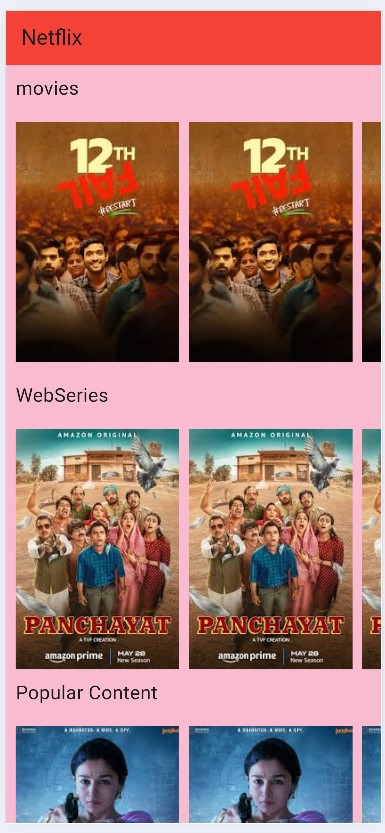 Netflix
movies
12TH
FAIL
#RESTART
12TH
FAIL
#RESTART
WebSeries
AMAZON ORIGINAL
PANCHAYAT
A TVF CREATION
amazon prime
MAY 28
New Season
AMAZON ORIGINAL
PANCHAYAT
A TVF CREATION
amazon prime
MAY 28
New Season
P
Popular Content
A DAUGHTER. A WIFE. A SPY.
junglee
A DAUGHTER. A WIFE. A SPY.
junglee